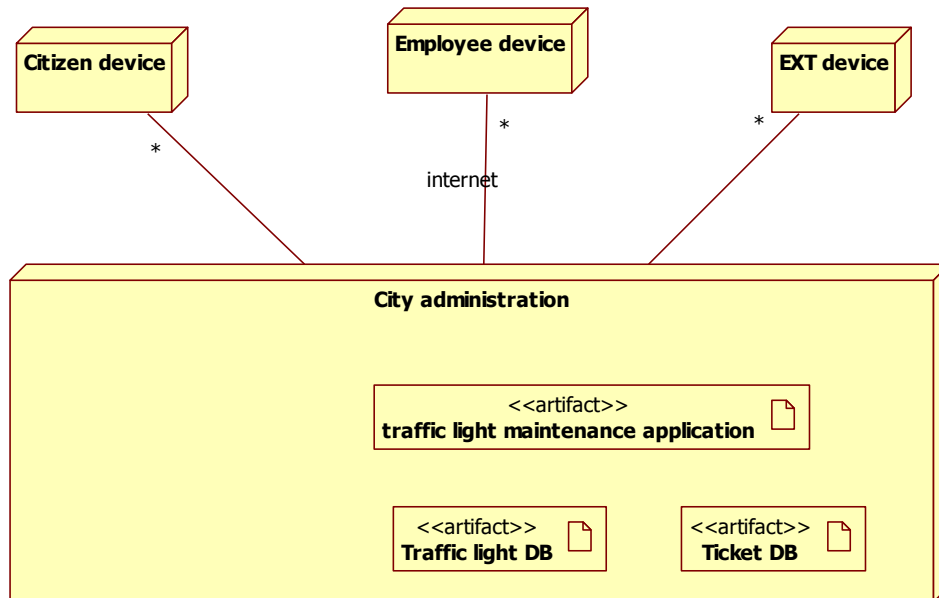 Citizen device
Employee device
EXT device
*
*
*
internet
City administration
<<artifact>>
traffic light maintenance application
<<artifact>>
Traffic light DB
<<artifact>>
Ticket DB